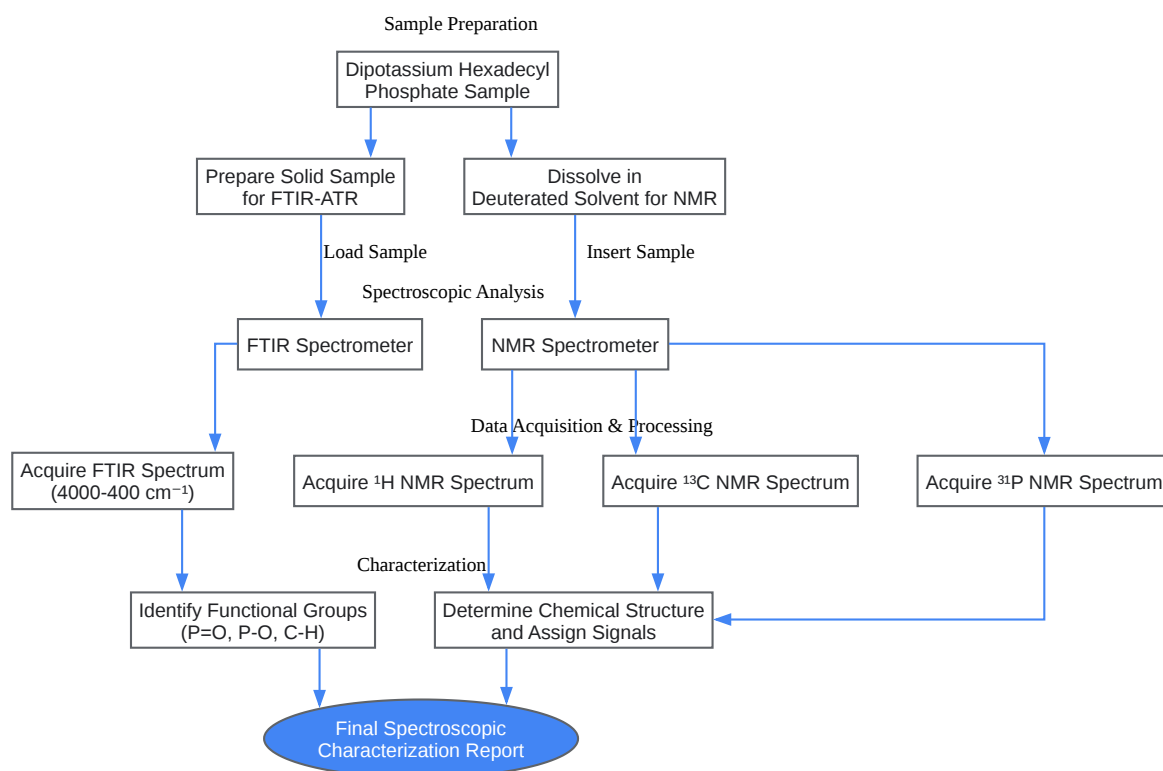 Sample Preparation
Dipotassium Hexadecyl
Phosphate Sample
Prepare Solid Sample
for FTIR-ATR
Dissolve in
Deuterated Solvent for NMR
Load Sample
Insert Sample
Spectroscopic Analysis
FTIR Spectrometer
NMR Spectrometer
Data Acquisition & Processing
Acquire FTIR Spectrum
(4000-400 cm⁻¹)
Acquire ¹H NMR Spectrum
Acquire ¹³C NMR Spectrum
Acquire ³¹P NMR Spectrum
Characterization
Identify Functional Groups
(P=O, P-O, C-H)
Determine Chemical Structure
and Assign Signals
Final Spectroscopic
Characterization Report